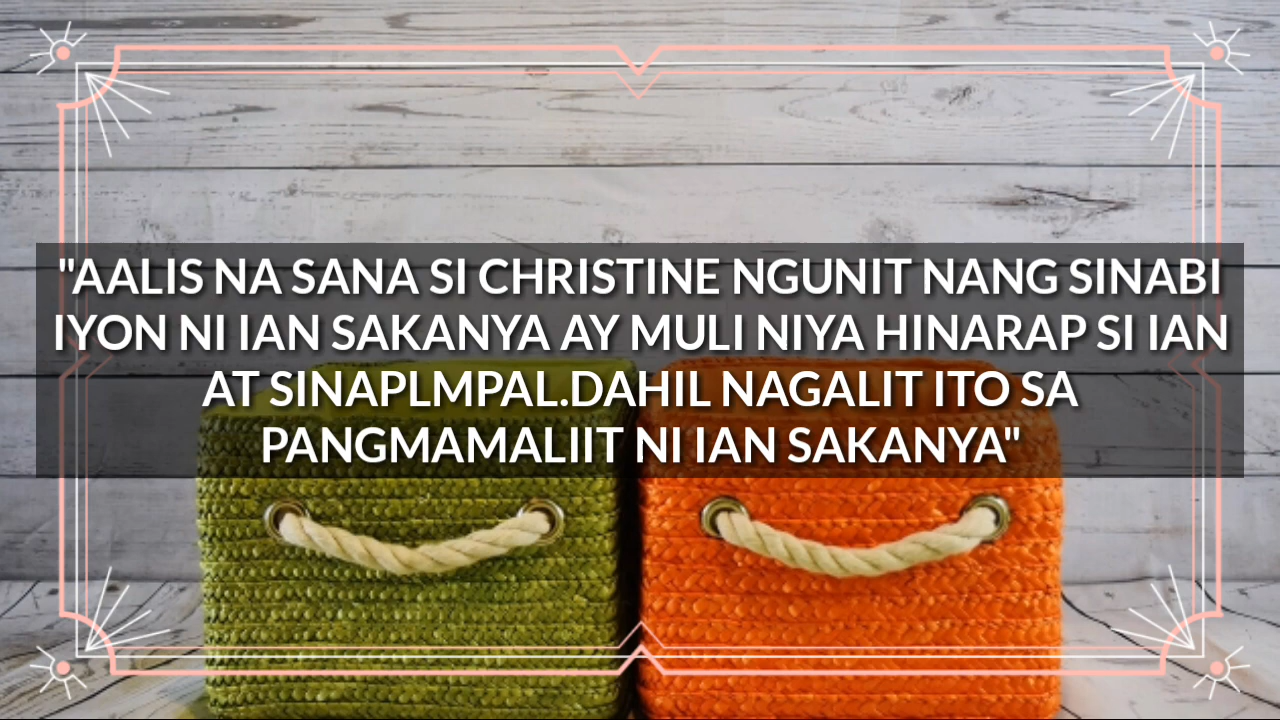 "AALIS NA SANA SI CHRISTINE NGUNIT NANG SINABI
IYON NI IAN SAKANYA AY MULI NIYA HINARAP SI IAN
AT SINAPLMPAL.DAHIL NAGALIT ITO SA
PANGMAMALIIT NI IAN SAKANYA"